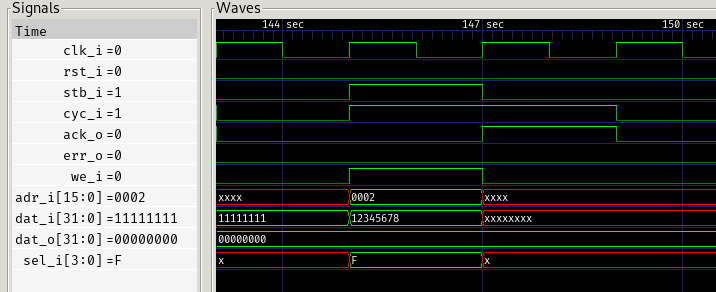 Signals Waves
Time 144 sec 147 sec 150 sec
clk_i=0
rst_i=0
stb_i=1
cyc_i=1
ack_o=0
err_o=0
we_i=0
adr_i[15:0]=0002 xxxx 0002 xxxx
dat_i[31:0]=11111111 11111111 12345678 xxxxxxxx
dat_o[31:0]=00000000 00000000
sel_i[3:0]=F x F x